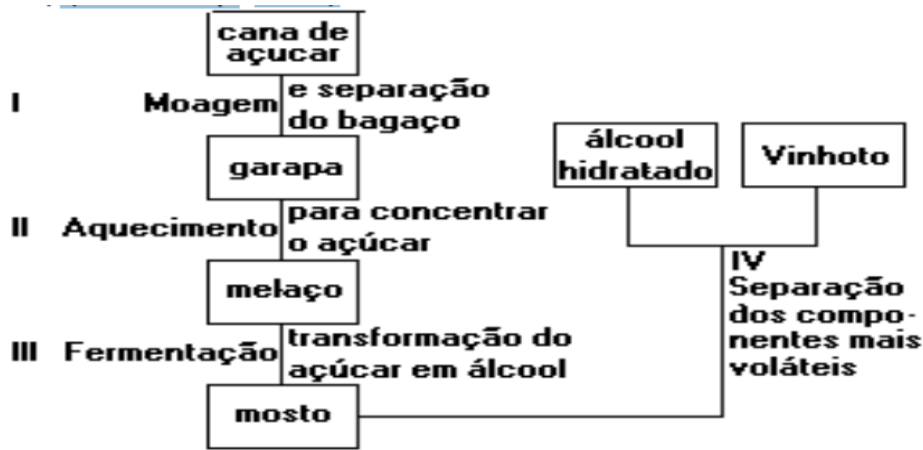 cana de
açucar
I Moagem e separação
do bagaço
garapa
II Aquecimento para concentrar
o açúcar
melaço
III Fermentação transformação do
açúcar em álcool
mosto
álcool
hidratado
Vinhoto
IV
Separação
dos compo-
nentes mais
voláteis